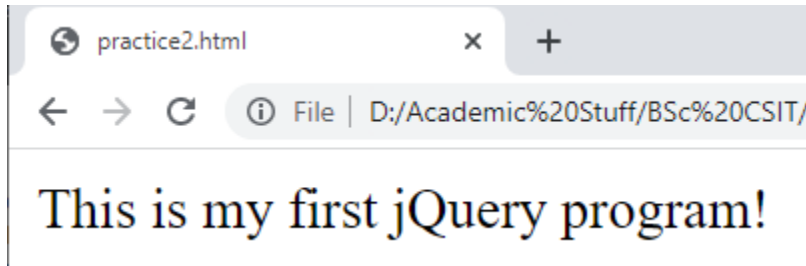 practice2.html
File D:/Academic%20Stuff/BSc%20CSIT/
This is my first jQuery program!